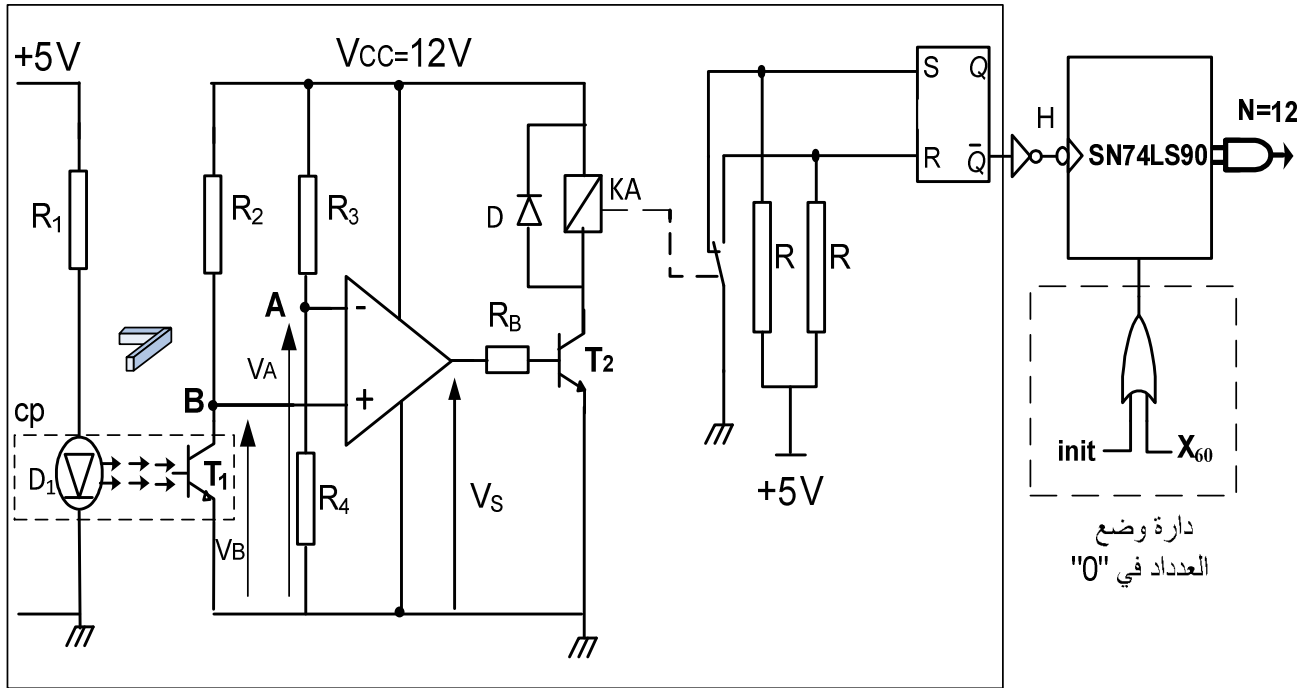 +5V
VCC=12V
R1
R2
R3
A
B
VA
cp
D1
T1
VB
R4
VS
RB
T2
D
KA
R
R
+5V
S Q
R Q̅
H
SN74LS90
N=12
init
X60
دارة وضع
العدداد في "0"